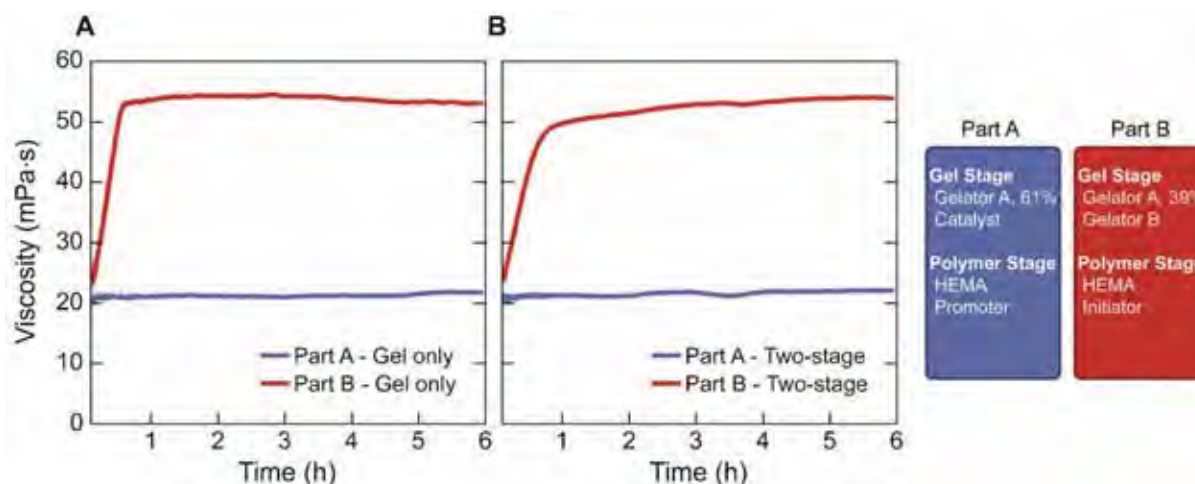 A
B
Viscosity (mPa·s)
60
50
40
30
20
10
0
Part A - Gel only
Part B - Gel only
1
2
3
4
5
6
Time (h)
Part A - Two-stage
Part B - Two-stage
1
2
3
4
5
6
Time (h)
Part A
Gel Stage
Gelator A, 61%
Catalyst
Polymer Stage
HEMA
Promoter
Part B
Gel Stage
Gelator A, 39%
Gelator B
Polymer Stage
HEMA
Initiator